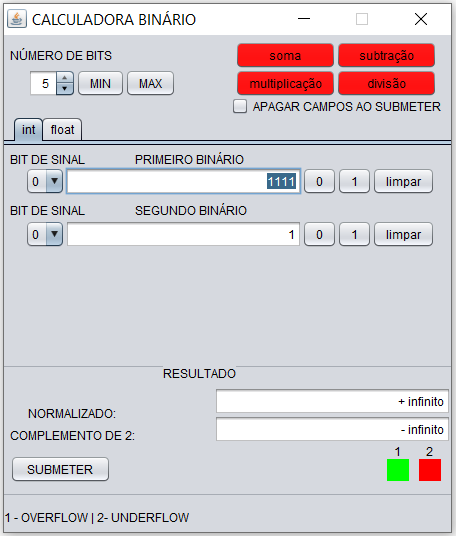 CALCULADORA BINÁRIO
NÚMERO DE BITS
soma
subtração
5
MIN
MAX
multiplicação
divisão
APAGAR CAMPOS AO SUBMETER
int
float
BIT DE SINAL
PRIMEIRO BINÁRIO
0
1111
0
1
limpar
BIT DE SINAL
SEGUNDO BINÁRIO
0
1
0
1
limpar
RESULTADO
+ infinito
NORMALIZADO:
- infinito
COMPLEMENTO DE 2:
1
2
SUBMETER
1 - OVERFLOW | 2- UNDERFLOW